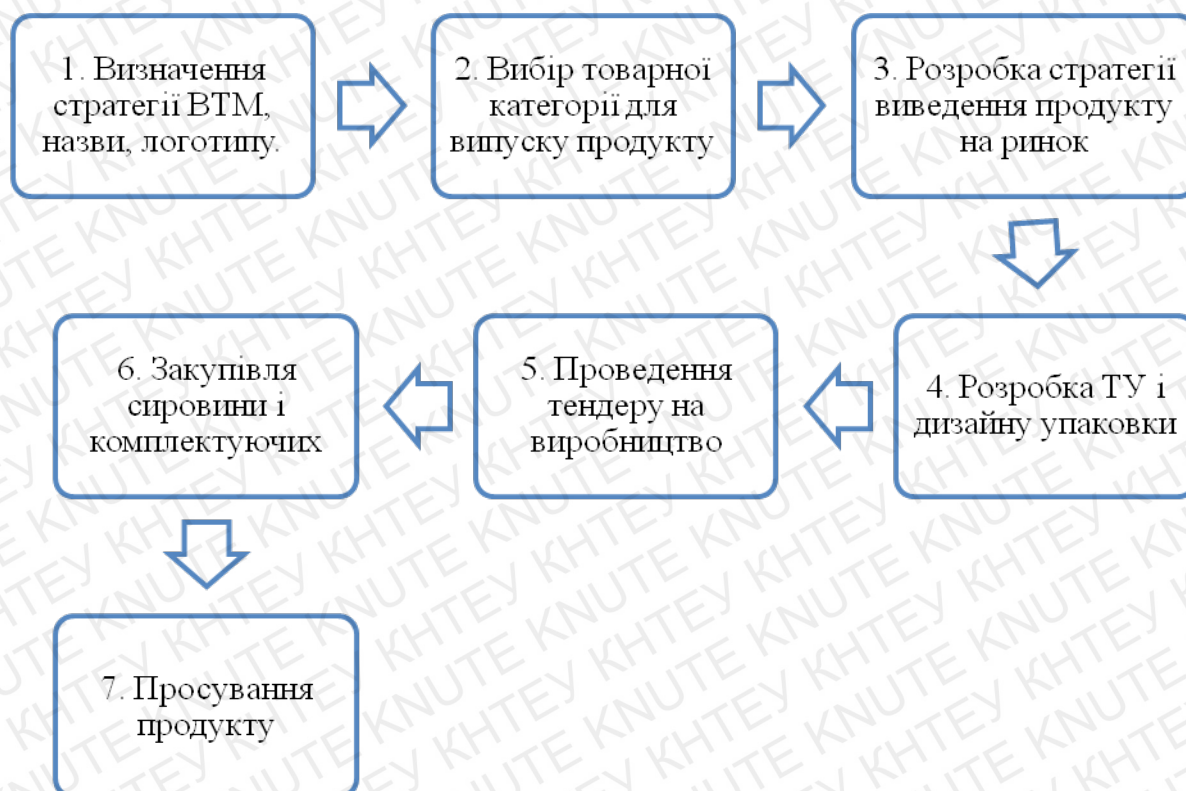 1. Визначення
стратегії ВТМ,
назви, логотипу.
2. Вибір товарної
категорії для
випуску продукту
3. Розробка стратегії
виведення продукту
на ринок
4. Розробка ТУ і
дизайну упаковки
5. Проведення
тендеру на
виробництво
6. Закупівля
сировини і
комплектуючих
7. Просування
продукту